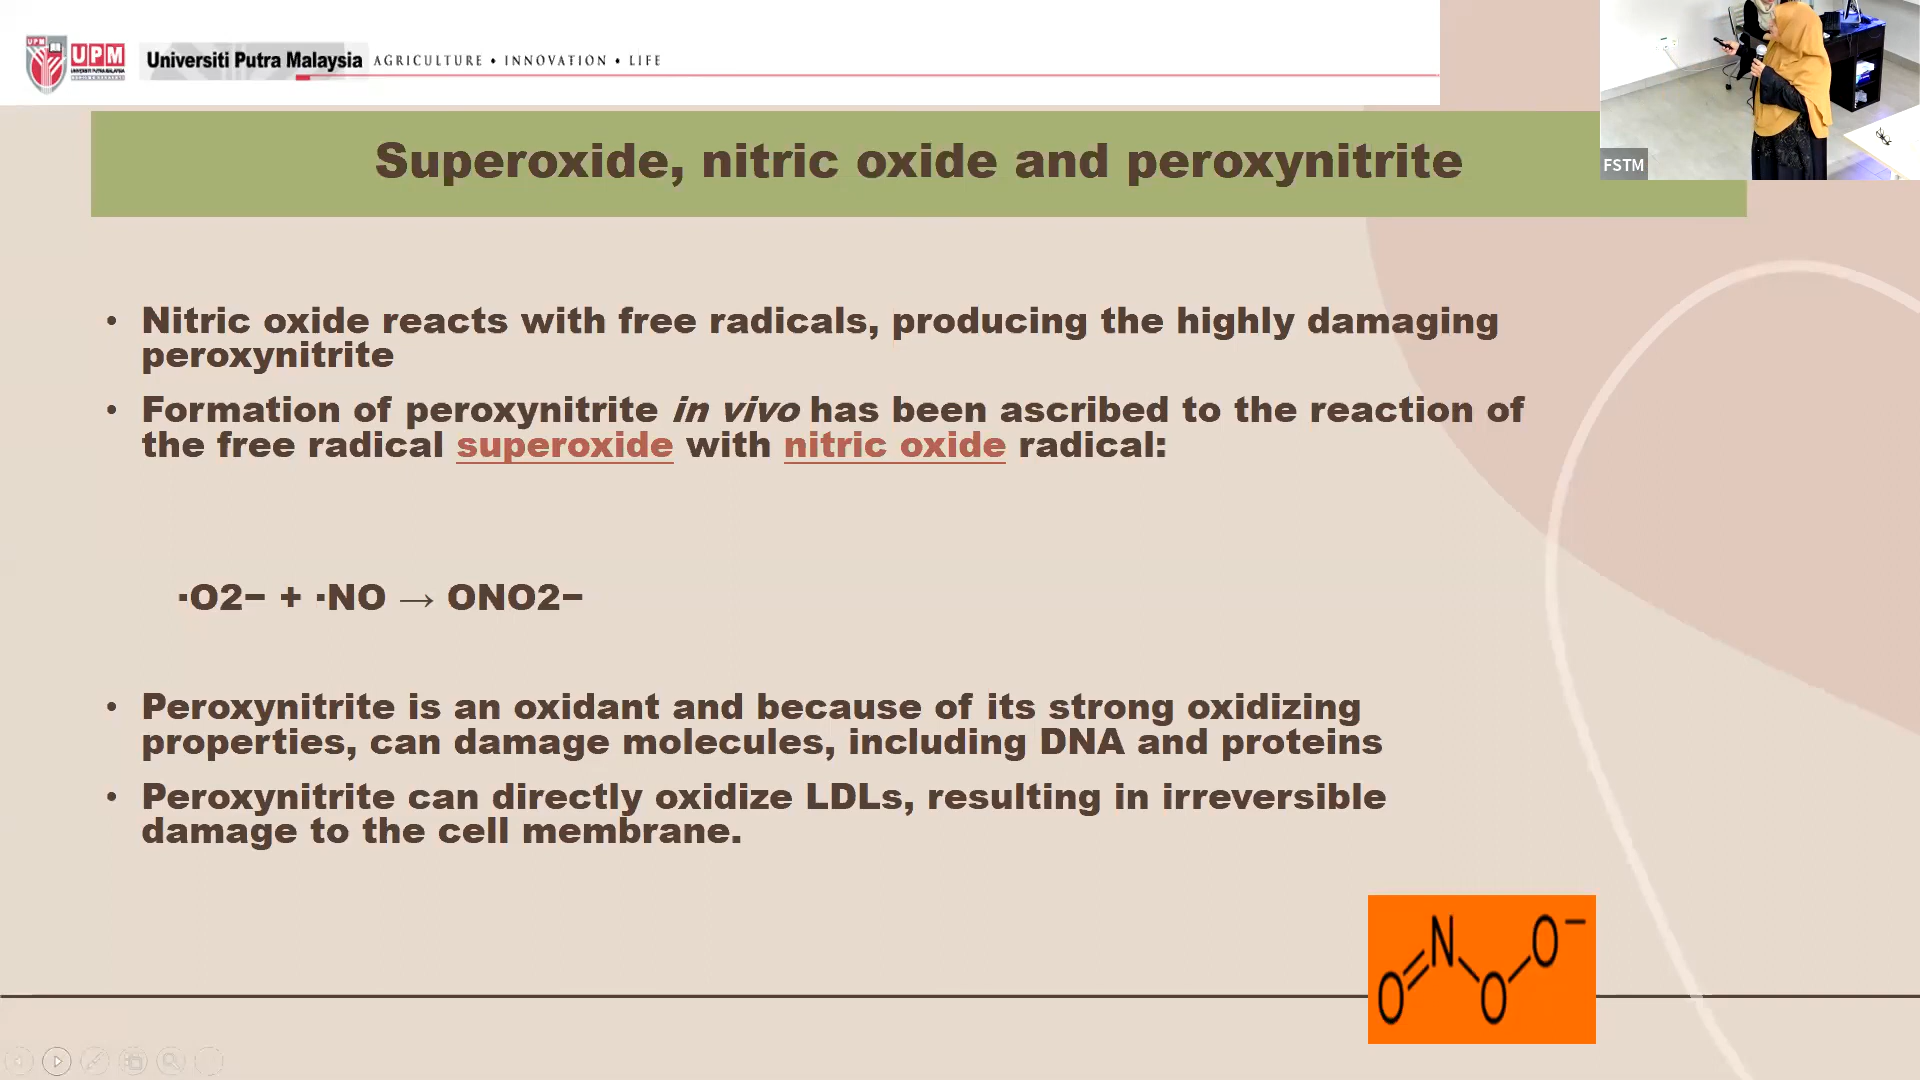 UPM
UPM
UNIVERSITI PUTRA MALAYSIA
Universiti Putra Malaysia AGRICULTURE • INNOVATION • LIFE
FSTM
Superoxide, nitric oxide and peroxynitrite
• Nitric oxide reacts with free radicals, producing the highly damaging
peroxynitrite
• Formation of peroxynitrite in vivo has been ascribed to the reaction of
the free radical superoxide with nitric oxide radical:
·O2− + ·NO → ONO2−
• Peroxynitrite is an oxidant and because of its strong oxidizing
properties, can damage molecules, including DNA and proteins
• Peroxynitrite can directly oxidize LDLs, resulting in irreversible
damage to the cell membrane.
N O −
O O